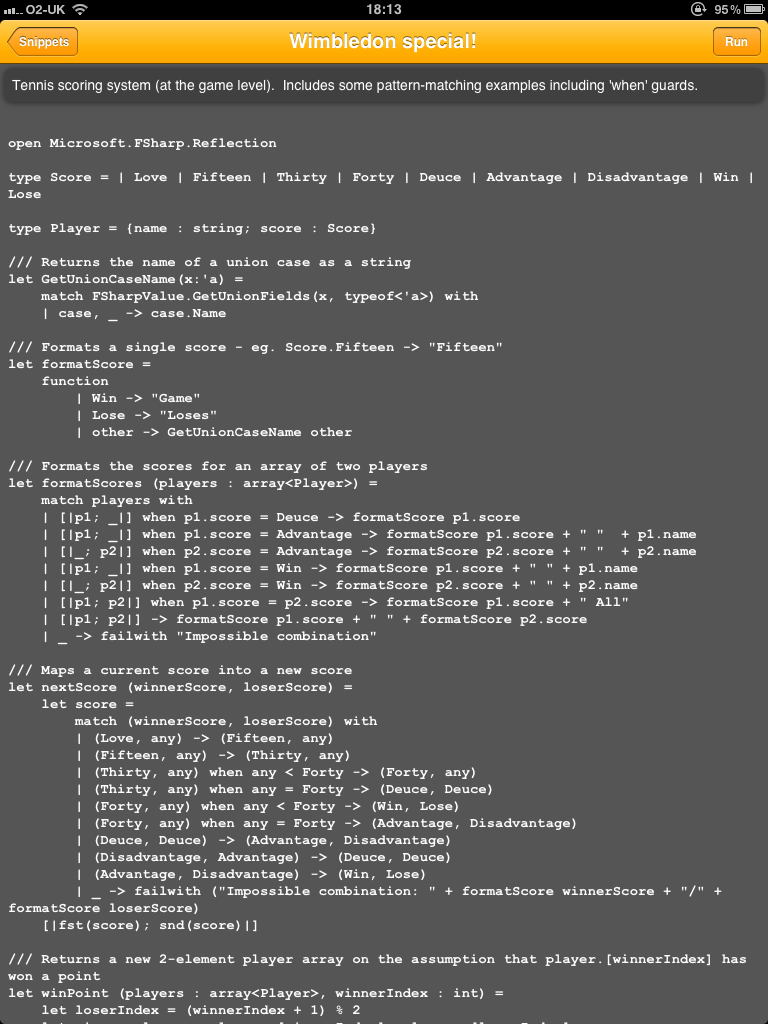 O2-UK 18:13 95%
Snippets Wimbledon special! Run
Tennis scoring system (at the game level).  Includes some pattern-matching examples including 'when' guards.
open Microsoft.FSharp.Reflection
type Score = | Love | Fifteen | Thirty | Forty | Deuce | Advantage | Disadvantage | Win |
Lose
type Player = {name : string; score : Score}
/// Returns the name of a union case as a string
let GetUnionCaseName(x:'a) =
    match FSharpValue.GetUnionFields(x, typeof<'a>) with
    | case, _ -> case.Name
/// Formats a single score - eg. Score.Fifteen -> "Fifteen"
let formatScore =
    function
        | Win -> "Game"
        | Lose -> "Loses"
        | other -> GetUnionCaseName other
/// Formats the scores for an array of two players
let formatScores (players : array<Player>) =
    match players with
    | [|p1; _|] when p1.score = Deuce -> formatScore p1.score
    | [|p1; _|] when p1.score = Advantage -> formatScore p1.score + " "  + p1.name
    | [|_; p2|] when p2.score = Advantage -> formatScore p2.score + " "  + p2.name
    | [|p1; _|] when p1.score = Win -> formatScore p1.score + " " + p1.name
    | [|_; p2|] when p2.score = Win -> formatScore p2.score + " " + p2.name
    | [|p1; p2|] when p1.score = p2.score -> formatScore p1.score + " All"
    | [|p1; p2|] -> formatScore p1.score + " " + formatScore p2.score
    | _ -> failwith "Impossible combination"
/// Maps a current score into a new score
let nextScore (winnerScore, loserScore) =
    let score =
        match (winnerScore, loserScore) with
        | (Love, any) -> (Fifteen, any)
        | (Fifteen, any) -> (Thirty, any)
        | (Thirty, any) when any < Forty -> (Forty, any)
        | (Thirty, any) when any = Forty -> (Deuce, Deuce)
        | (Forty, any) when any < Forty -> (Win, Lose)
        | (Forty, any) when any = Forty -> (Advantage, Disadvantage)
        | (Deuce, Deuce) -> (Advantage, Disadvantage)
        | (Disadvantage, Advantage) -> (Deuce, Deuce)
        | (Advantage, Disadvantage) -> (Win, Lose)
        | _ -> failwith ("Impossible combination: " + formatScore winnerScore + "/" +
formatScore loserScore)
    [|fst(score); snd(score)|]
/// Returns a new 2-element player array on the assumption that player.[winnerIndex] has
won a point
let winPoint (players : array<Player>, winnerIndex : int) =
    let loserIndex = (winnerIndex + 1) % 2